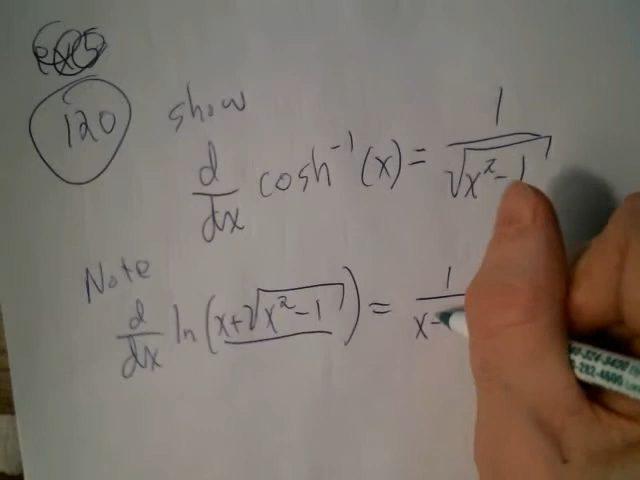 120 show
d/dx cosh⁻¹(x) = 1/√(x²-1)
Note
d/dx ln(x+√(x²-1)) = 1/x-